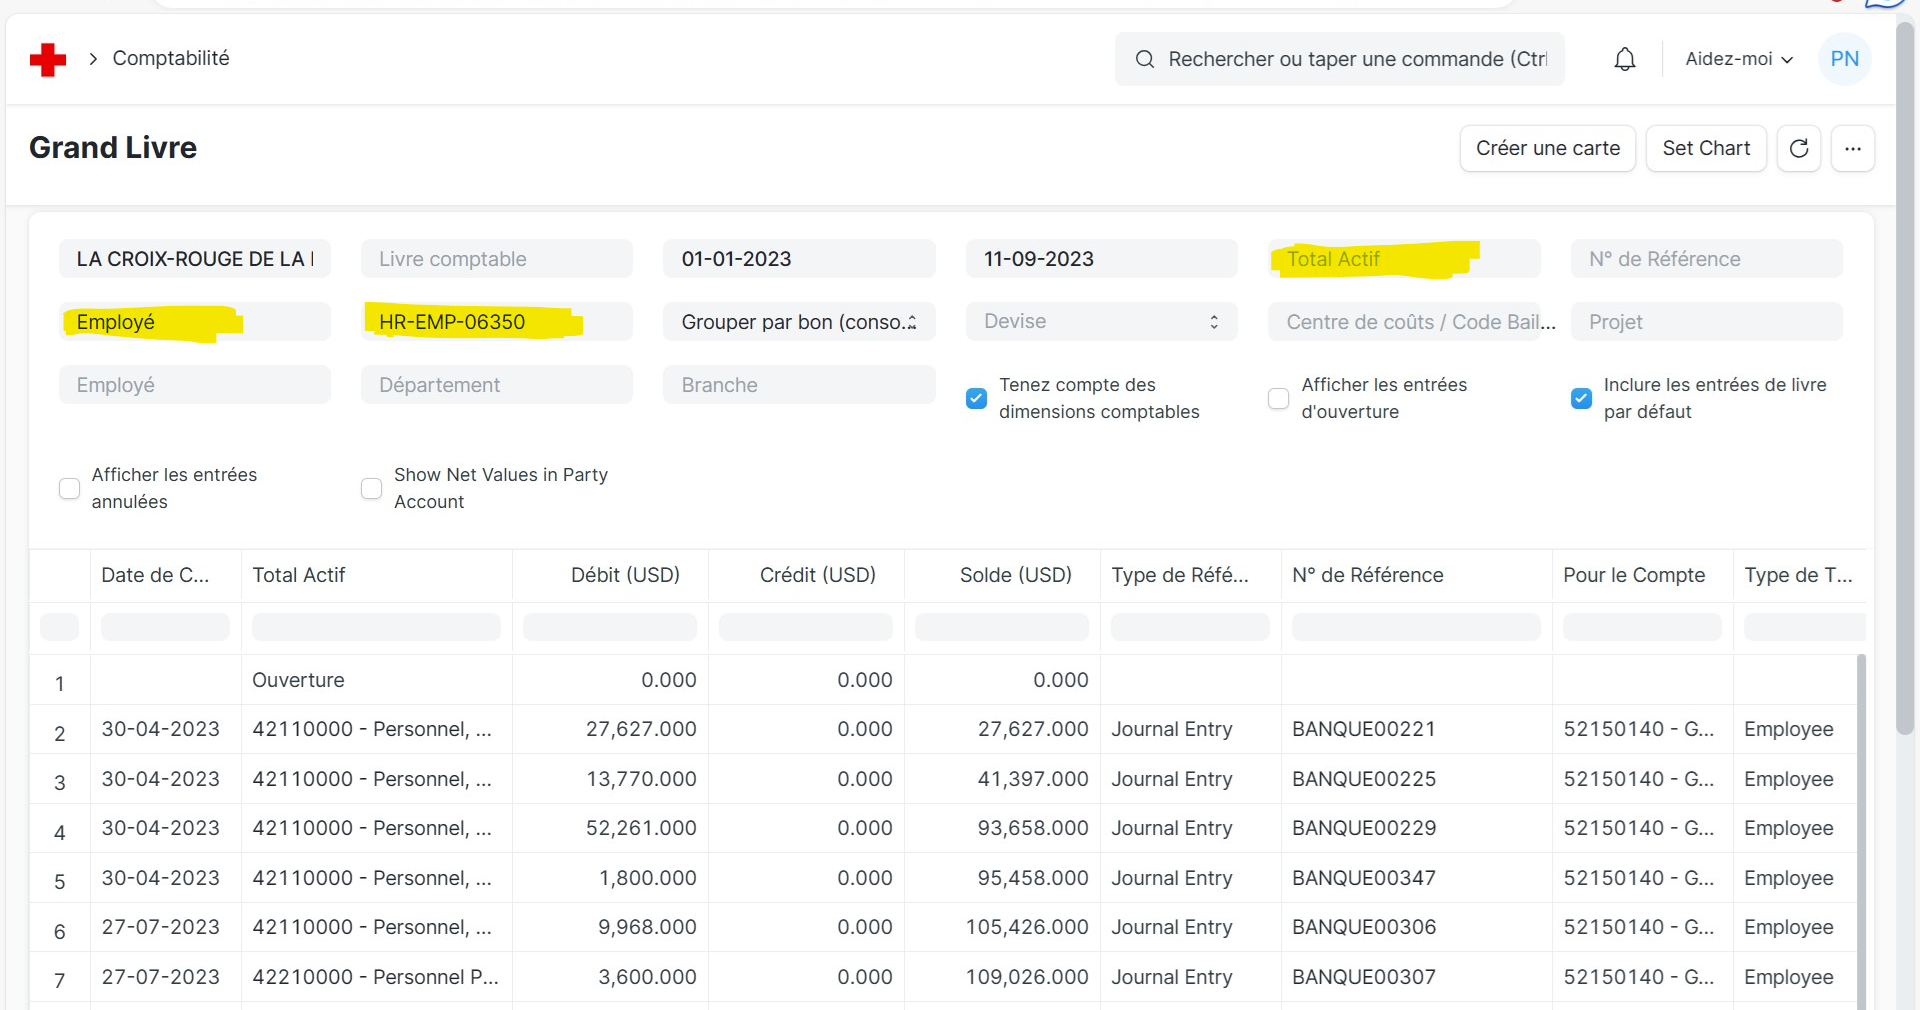 Comptabilité
Rechercher ou taper une commande (Ctrl
Aidez-moi
PN
Grand Livre
Créer une carte
Set Chart
...
LA CROIX-ROUGE DE LA
Livre comptable
01-01-2023
11-09-2023
Total Actif
N° de Référence
Employé
HR-EMP-06350
Grouper par bon (conso..
Devise
Centre de coûts / Code Bail...
Projet
Employé
Département
Branche
Tenez compte des
dimensions comptables
Afficher les entrées
d'ouverture
Inclure les entrées de livre
par défaut
Afficher les entrées
annulées
Show Net Values in Party
Account
Date de C... Total Actif Débit (USD) Crédit (USD) Solde (USD) Type de Réfé... N° de Référence Pour le Compte Type de T...
1 Ouverture 0.000 0.000 0.000
2 30-04-2023 42110000 - Personnel, ... 27,627.000 0.000 27,627.000 Journal Entry BANQUE00221 52150140 - G... Employee
3 30-04-2023 42110000 - Personnel, ... 13,770.000 0.000 41,397.000 Journal Entry BANQUE00225 52150140 - G... Employee
4 30-04-2023 42110000 - Personnel, ... 52,261.000 0.000 93,658.000 Journal Entry BANQUE00229 52150140 - G... Employee
5 30-04-2023 42110000 - Personnel, ... 1,800.000 0.000 95,458.000 Journal Entry BANQUE00347 52150140 - G... Employee
6 27-07-2023 42110000 - Personnel, ... 9,968.000 0.000 105,426.000 Journal Entry BANQUE00306 52150140 - G... Employee
7 27-07-2023 42210000 - Personnel P... 3,600.000 0.000 109,026.000 Journal Entry BANQUE00307 52150140 - G... Employee